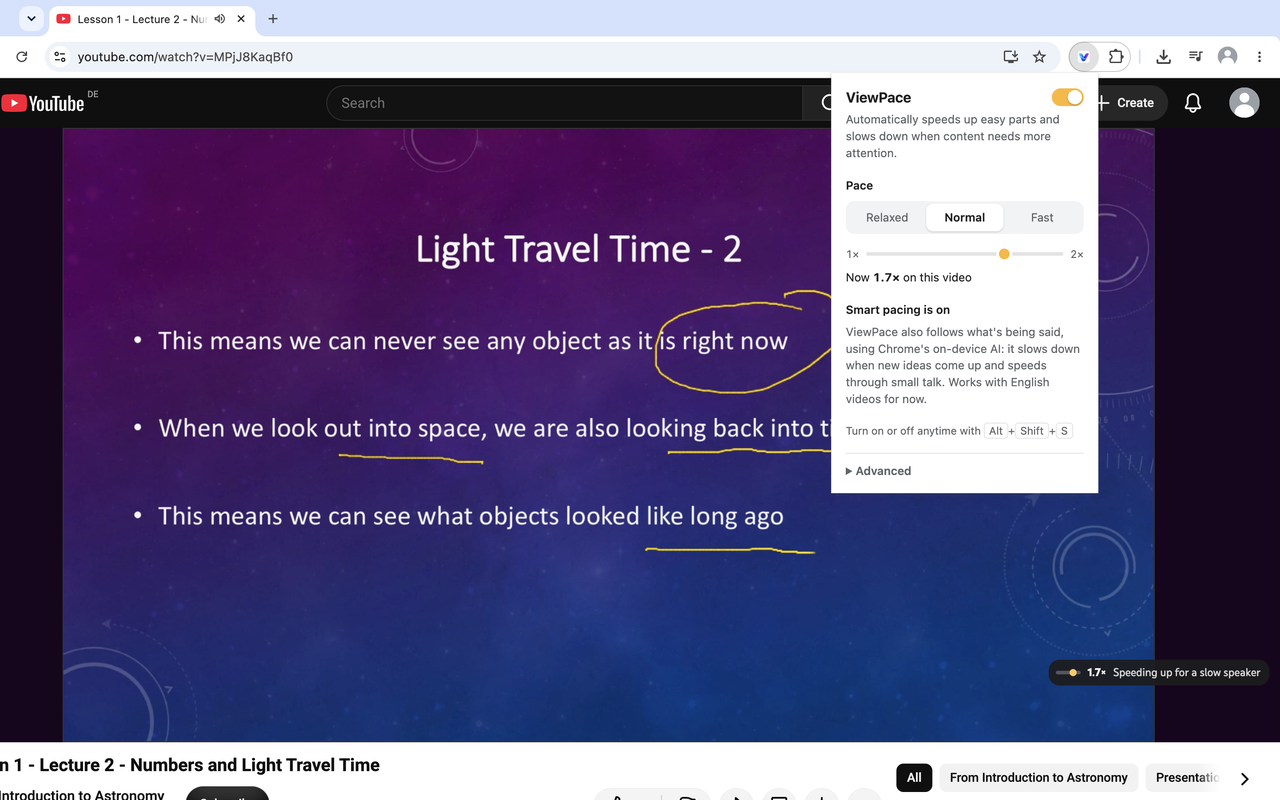 Lesson 1 - Lecture 2 - Nu
youtube.com/watch?v=MPjJ8KaqBf0
YouTube DE
Search
Create
ViewPace
Automatically speeds up easy parts and
slows down when content needs more
attention.
Pace
Relaxed Normal Fast
1× 2×
Now 1.7× on this video
Smart pacing is on
ViewPace also follows what's being said,
using Chrome's on-device AI: it slows down
when new ideas come up and speeds
through small talk. Works with English
videos for now.
Turn on or off anytime with Alt + Shift + S
Advanced
Light Travel Time - 2
• This means we can never see any object as it is right now
• When we look out into space, we are also looking back into ti
• This means we can see what objects looked like long ago
1.7× Speeding up for a slow speaker
n 1 - Lecture 2 - Numbers and Light Travel Time
Introduction to Astronomy
All From Introduction to Astronomy Presentatio